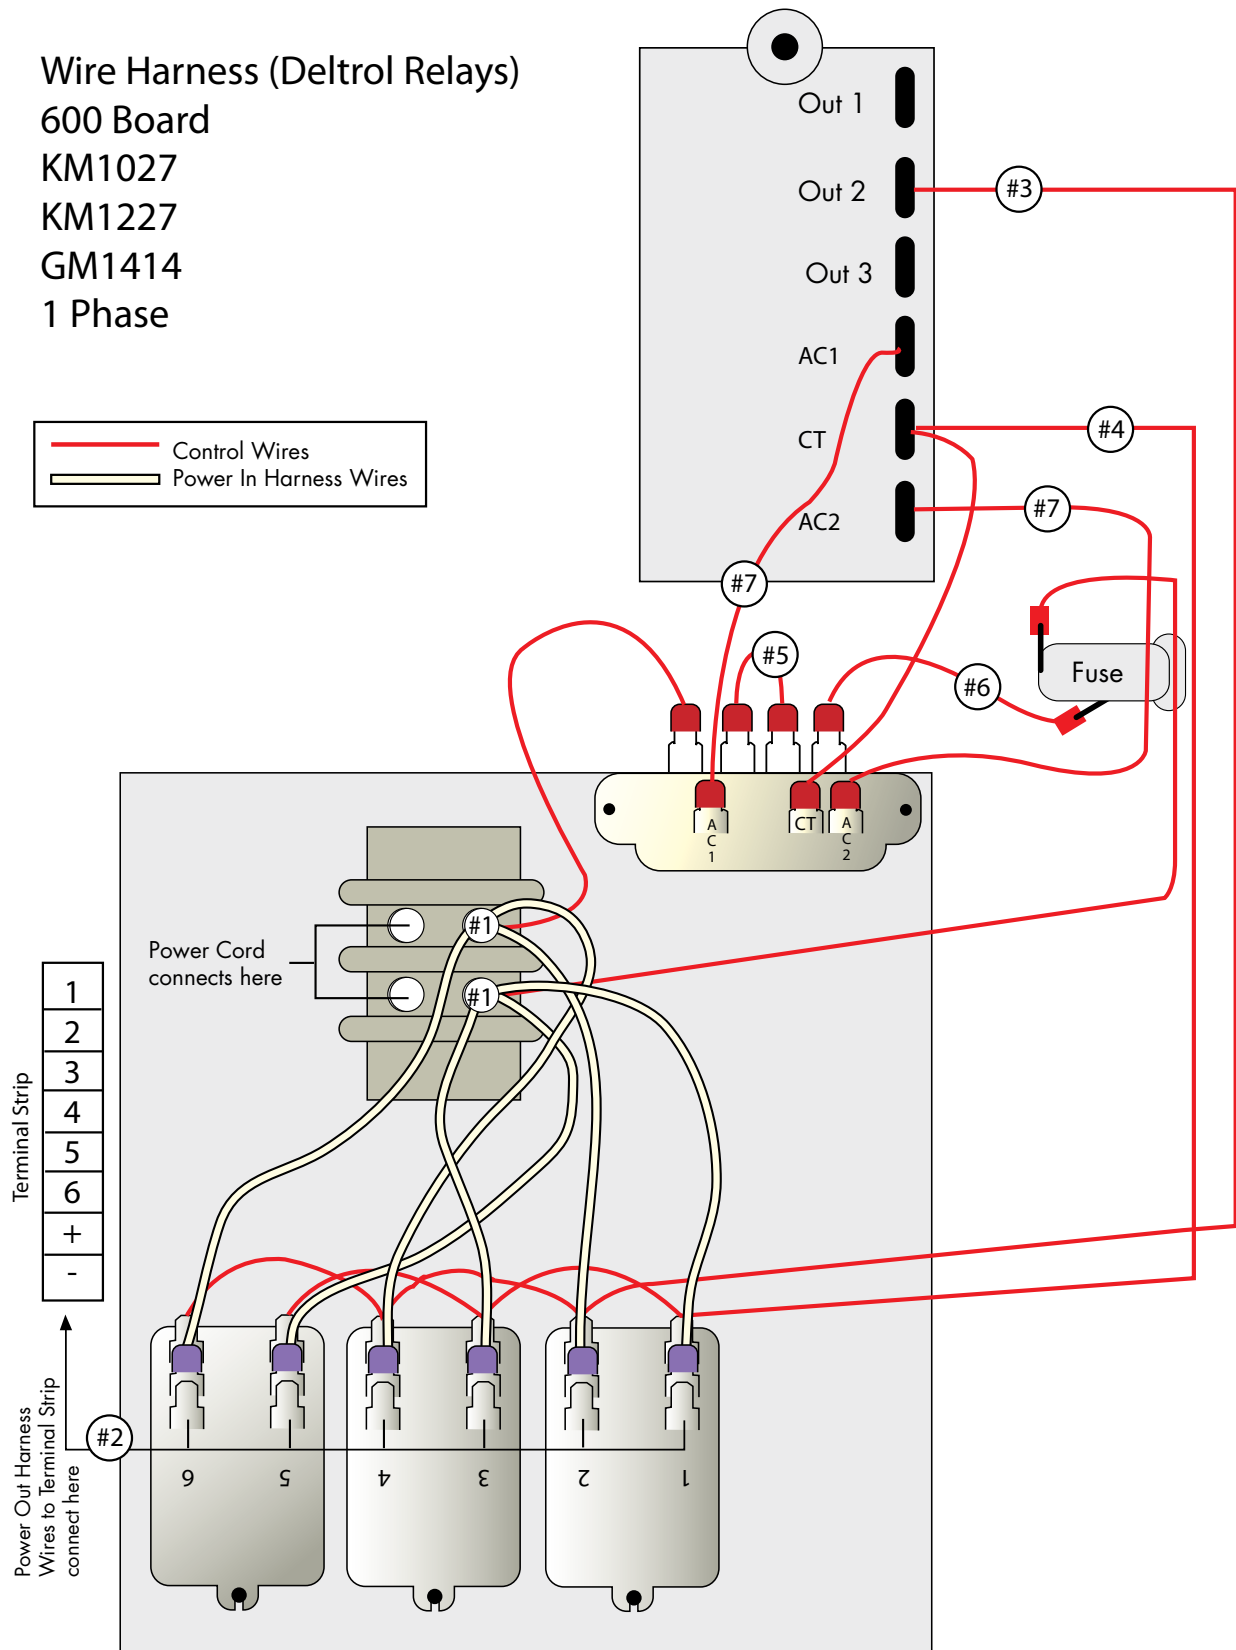 Wire Harness (Deltrol Relays)
600 Board
KM1027
KM1227
GM1414
1 Phase
Control Wires
Power In Harness Wires
Out 1
Out 2
Out 3
AC1
CT
AC2
#3
#4
#7
#7
#5
#6
Fuse
A
C
1
CT
A
C
2
#1
#1
Power Cord
connects here
Terminal Strip
1
2
3
4
5
6
+
-
#2
Power Out Harness
Wires to Terminal Strip
connect here
6
5
4
3
2
1